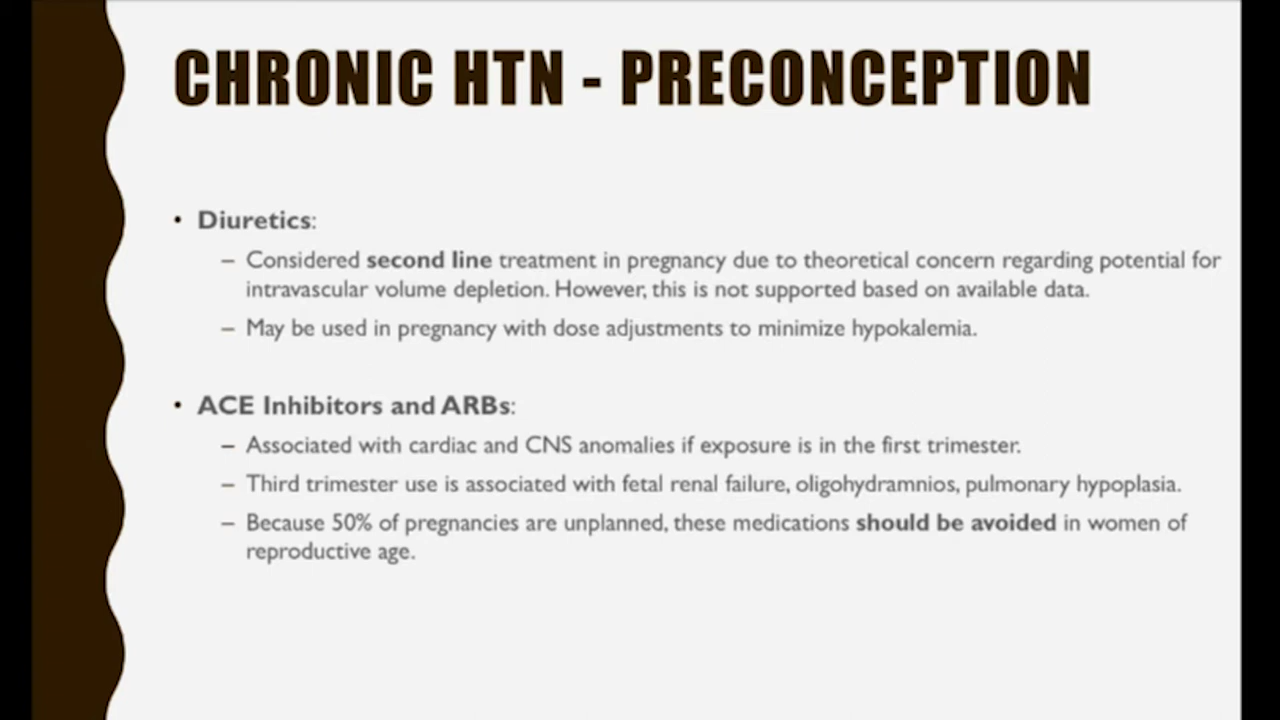 CHRONIC HTN - PRECONCEPTION
• Diuretics:
– Considered second line treatment in pregnancy due to theoretical concern regarding potential for
intravascular volume depletion. However, this is not supported based on available data.
– May be used in pregnancy with dose adjustments to minimize hypokalemia.
• ACE Inhibitors and ARBs:
– Associated with cardiac and CNS anomalies if exposure is in the first trimester.
– Third trimester use is associated with fetal renal failure, oligohydramnios, pulmonary hypoplasia.
– Because 50% of pregnancies are unplanned, these medications should be avoided in women of
reproductive age.